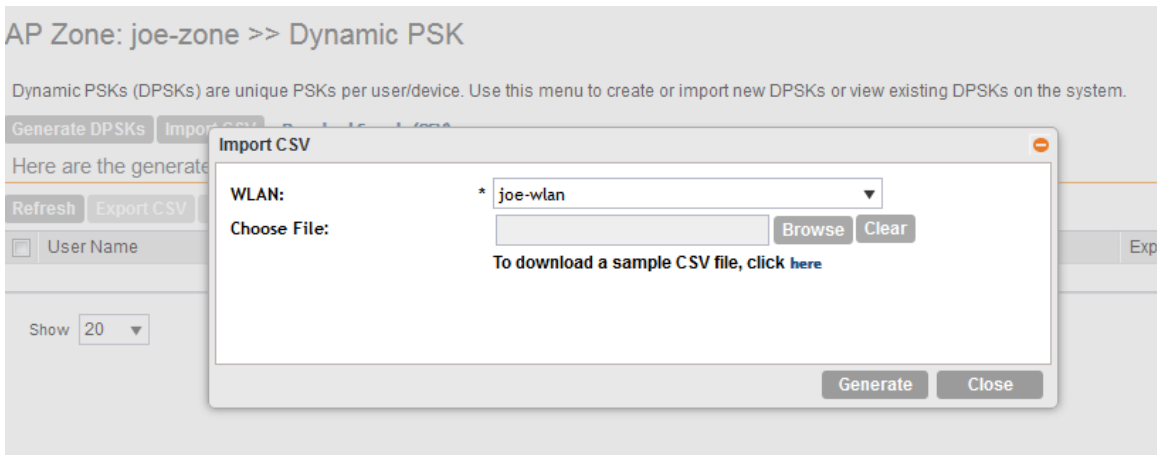 AP Zone: joe-zone >> Dynamic PSK
Dynamic PSKs (DPSKs) are unique PSKs per user/device. Use this menu to create or import new DPSKs or view existing DPSKs on the system.
Generate DPSKs Import CSV
Import CSV
Here are the generate
WLAN: * joe-wlan
Refresh Export CSV
Choose File: Browse Clear
User Name Exp
To download a sample CSV file, click here
Show 20
Generate Close